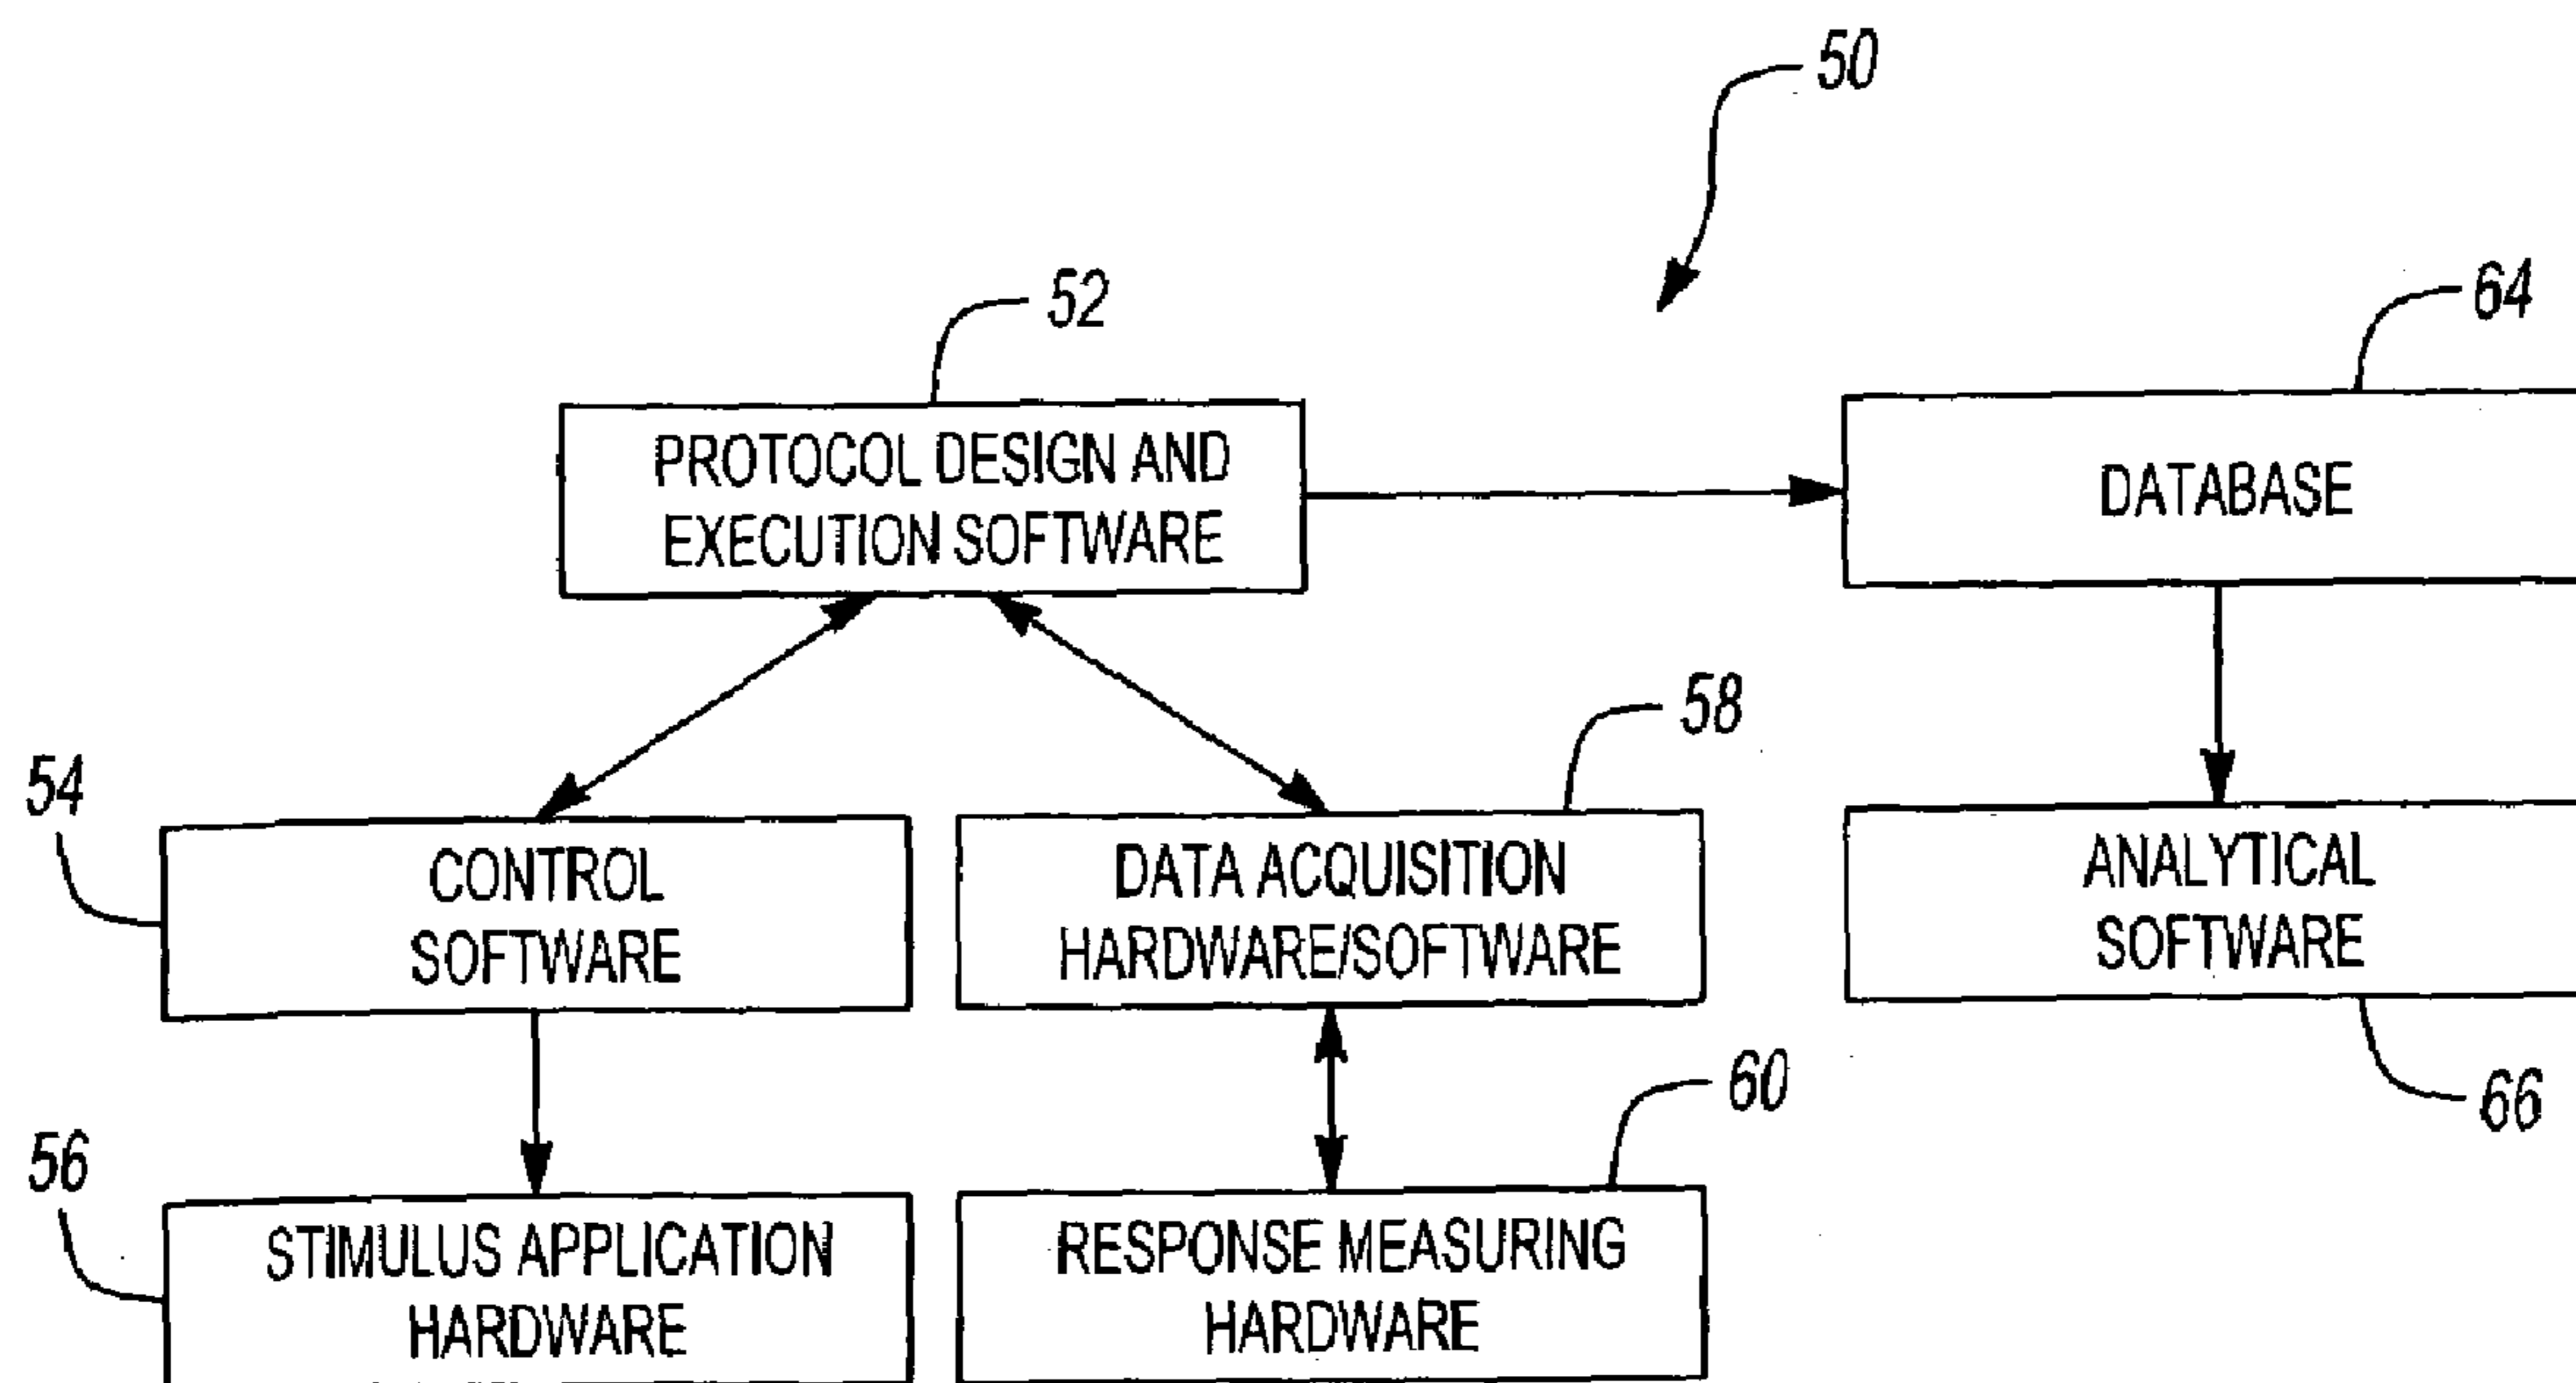 50
52
64
PROTOCOL DESIGN AND
EXECUTION SOFTWARE
DATABASE
54
58
CONTROL
SOFTWARE
DATA ACQUISITION
HARDWARE/SOFTWARE
ANALYTICAL
SOFTWARE
56
60
66
STIMULUS APPLICATION
HARDWARE
RESPONSE MEASURING
HARDWARE